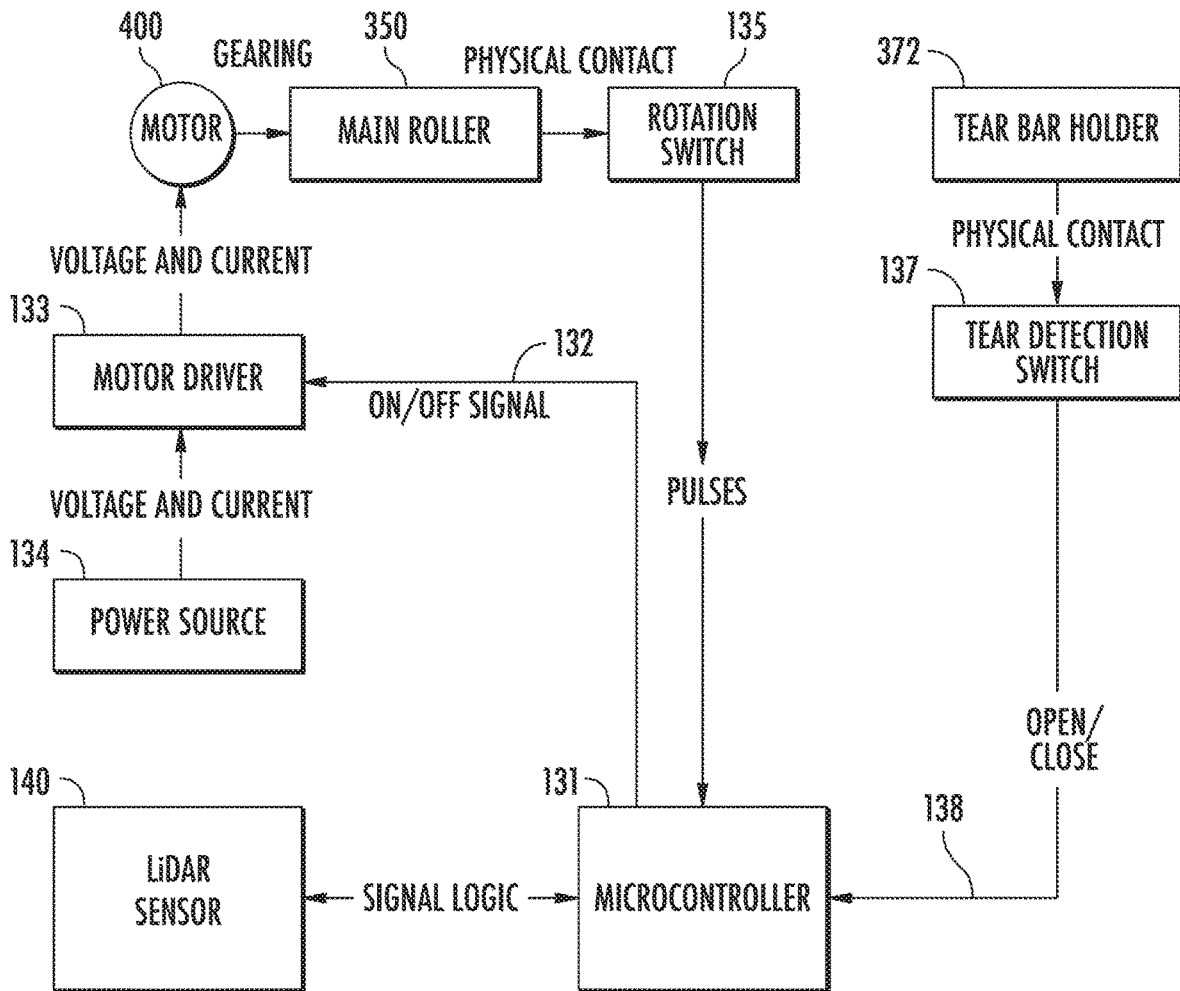 400
GEARING
350
PHYSICAL CONTACT
135
372
MOTOR
MAIN ROLLER
ROTATION
SWITCH
TEAR BAR HOLDER
VOLTAGE AND CURRENT
PHYSICAL CONTACT
133
137
MOTOR DRIVER
132
ON/OFF SIGNAL
TEAR DETECTION
SWITCH
VOLTAGE AND CURRENT
PULSES
134
POWER SOURCE
OPEN/
CLOSE
140
131
138
LiDAR
SENSOR
SIGNAL LOGIC
MICROCONTROLLER